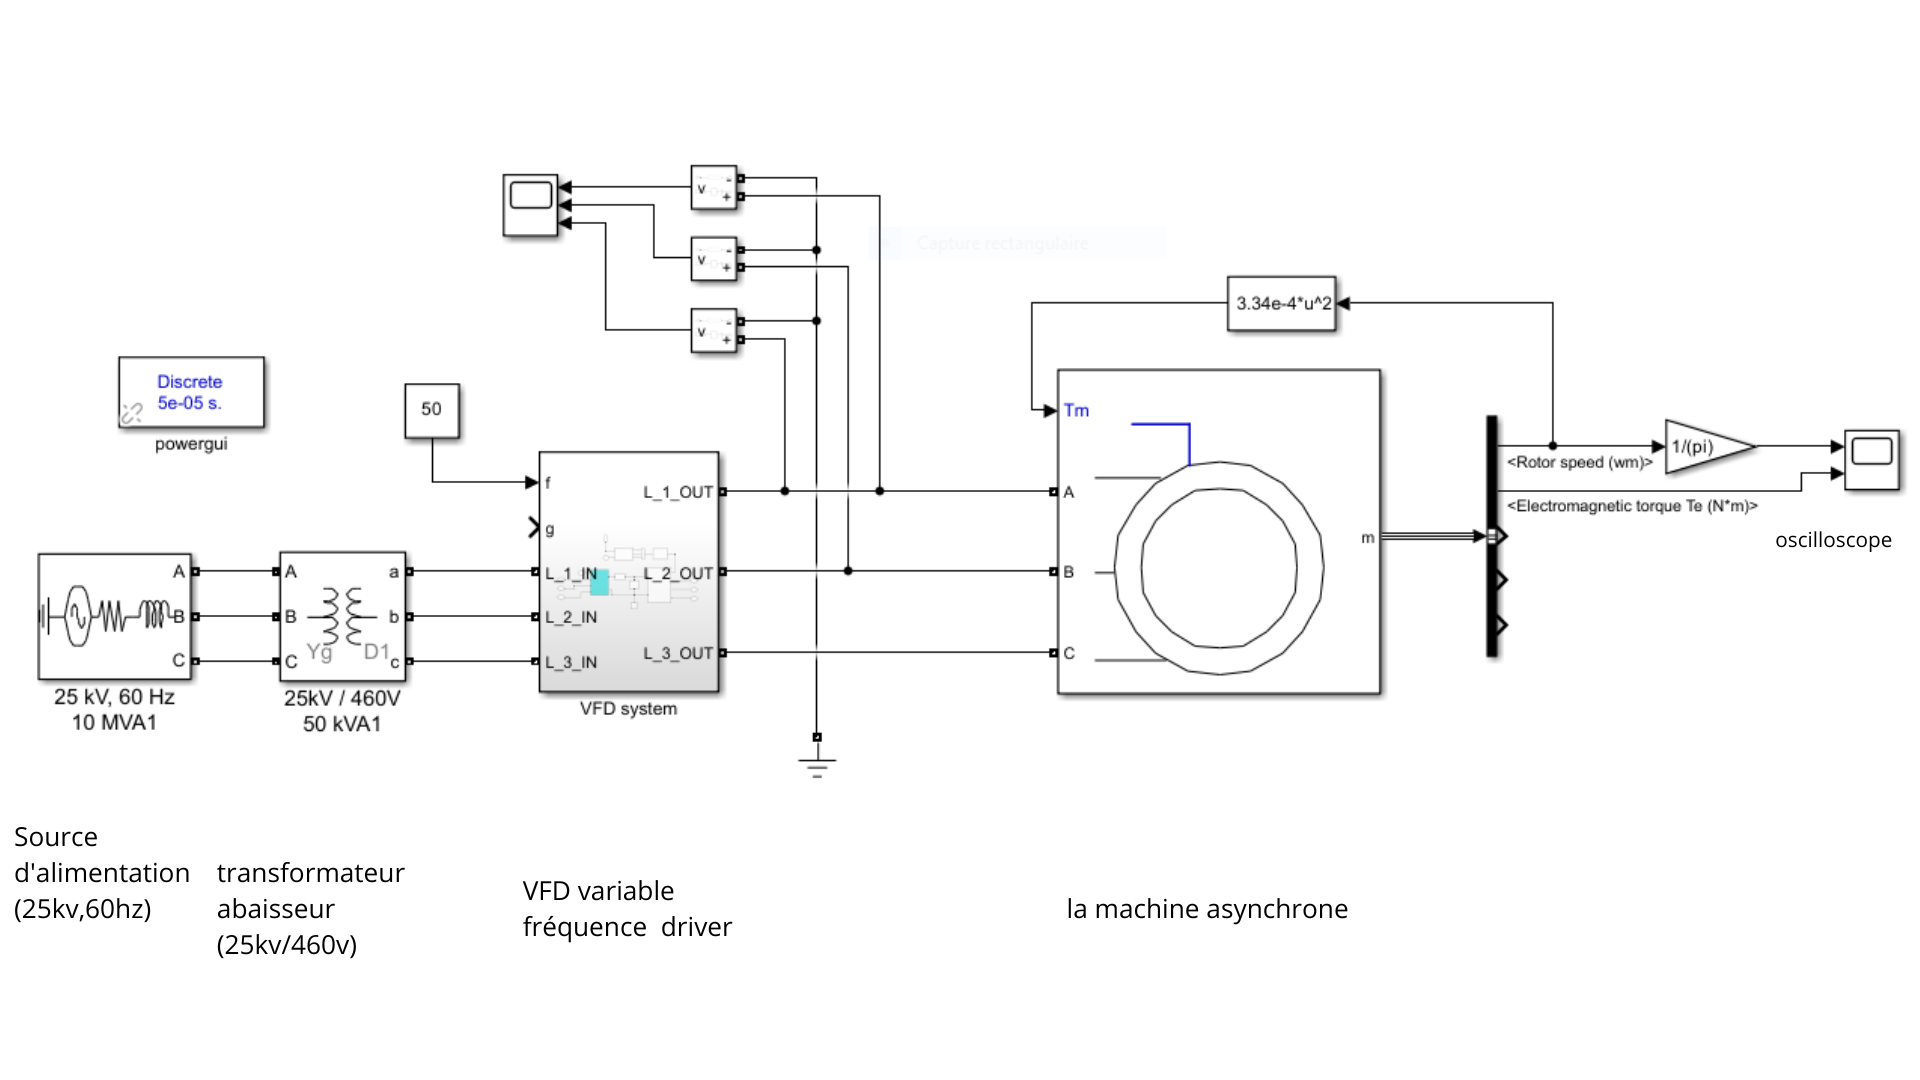 Capture rectangulaire
v
-
+
v
-
+
v
-
+
3.34e-4*u^2
Discrete
5e-05 s.
powergui
50
f
g
L_1_IN
L_2_IN
L_3_IN
L_1_OUT
L_2_OUT
L_3_OUT
VFD system
A
B
C
25 kV, 60 Hz
10 MVA1
A
B
C
Yg
D1
a
b
c
25kV / 460V
50 kVA1
Tm
A
B
C
m
<Rotor speed (wm)>
<Electromagnetic torque Te (N*m)>
1/(pi)
oscilloscope
Source
d'alimentation
(25kv,60hz)
transformateur
abaisseur
(25kv/460v)
VFD variable
fréquence driver
la machine asynchrone